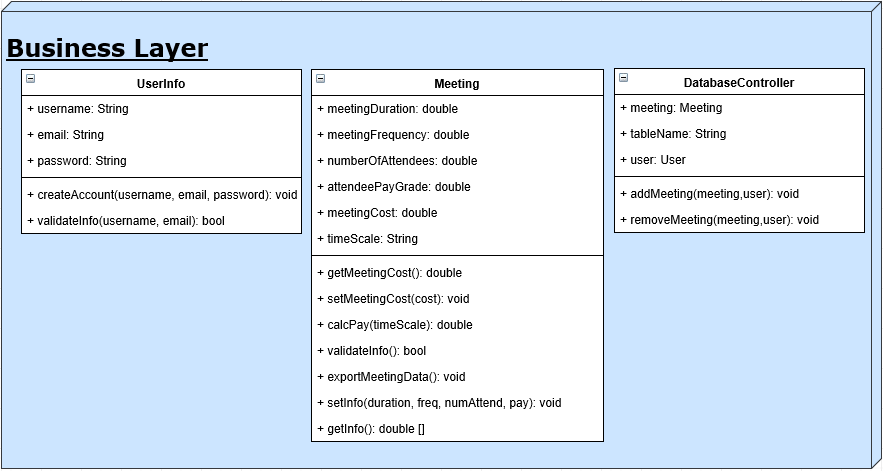 Business Layer
UserInfo
+ username: String
+ email: String
+ password: String
+ createAccount(username, email, password): void
+ validateInfo(username, email): bool
Meeting
+ meetingDuration: double
+ meetingFrequency: double
+ numberOfAttendees: double
+ attendeePayGrade: double
+ meetingCost: double
+ timeScale: String
+ getMeetingCost(): double
+ setMeetingCost(cost): void
+ calcPay(timeScale): double
+ validateInfo(): bool
+ exportMeetingData(): void
+ setInfo(duration, freq, numAttend, pay): void
+ getInfo(): double []
DatabaseController
+ meeting: Meeting
+ tableName: String
+ user: User
+ addMeeting(meeting,user): void
+ removeMeeting(meeting,user): void